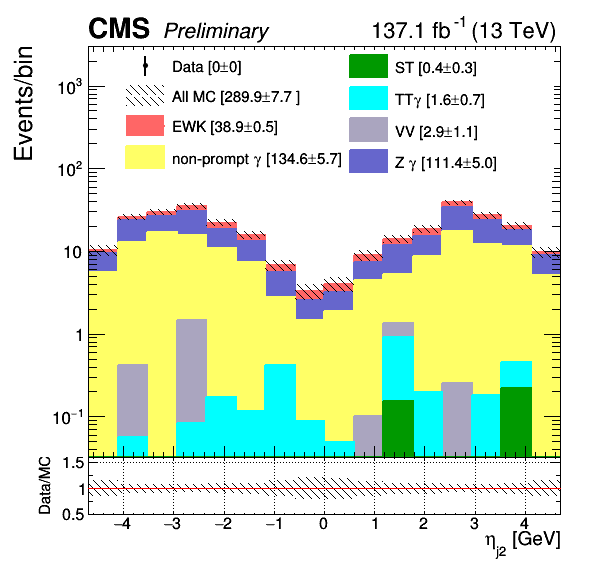 CMS Preliminary 137.1 fb⁻¹ (13 TeV)
Events/bin
Data [0±0]
All MC [289.9±7.7 ]
EWK [38.9±0.5]
non-prompt γ [134.6±5.7]
ST [0.4±0.3]
TTγ [1.6±0.7]
VV [2.9±1.1]
Z γ [111.4±5.0]
10³
10²
10
1
10⁻¹
Data/MC
1.5
1
0.5
−4 −3 −2 −1 0 1 2 3 4
η_{j2} [GeV]